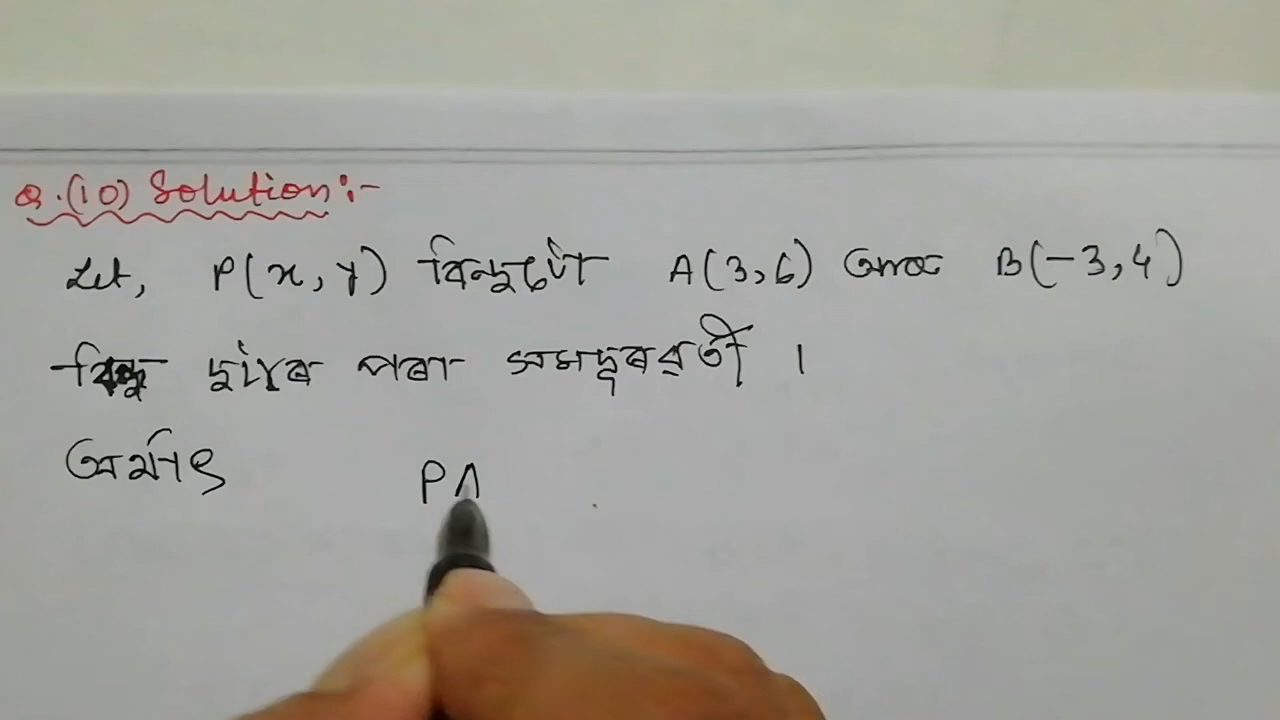 Q.(10) Solution:-
Let, P(x, y) বিন্দুটো A(3,6) আৰু B(-3,4)
বিন্দু দুটাৰ পৰা সমদূৰৱৰ্তী ।
অৰ্থাৎ PA